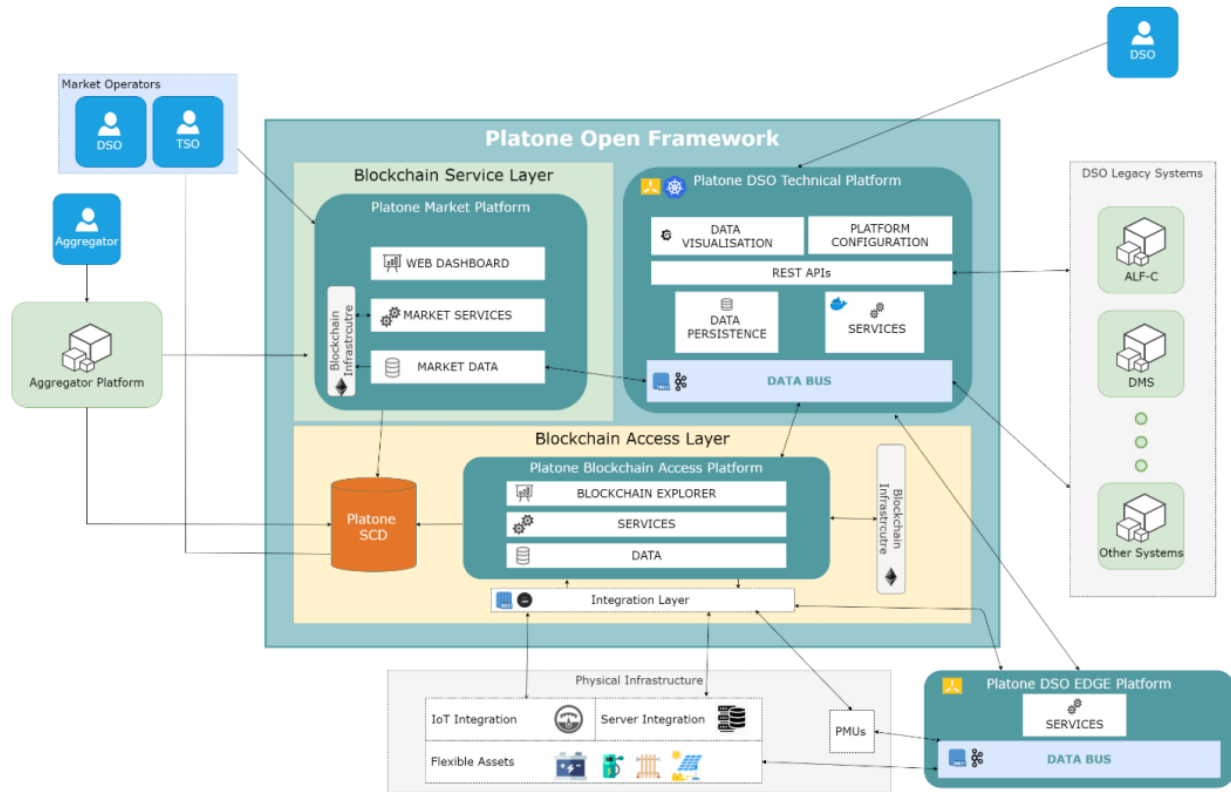 DSO
Market Operators
DSO
TSO
Platone Open Framework
Blockchain Service Layer
Platone Market Platform
WEB DASHBOARD
MARKET SERVICES
MARKET DATA
Blockchain
Infrastrcutre
Platone DSO Technical Platform
DATA
VISUALISATION
PLATFORM
CONFIGURATION
REST APIs
DATA
PERSISTENCE
SERVICES
DATA BUS
DSO Legacy Systems
ALF-C
DMS
Other Systems
Aggregator
Aggregator Platform
Blockchain Access Layer
Platone Blockchain Access Platform
BLOCKCHAIN EXPLORER
SERVICES
DATA
Platone
SCD
Blockchain
Infrastrcutre
Integration Layer
Physical Infrastructure
IoT Integration
Server Integration
Flexible Assets
PMUs
Platone DSO EDGE Platform
SERVICES
DATA BUS